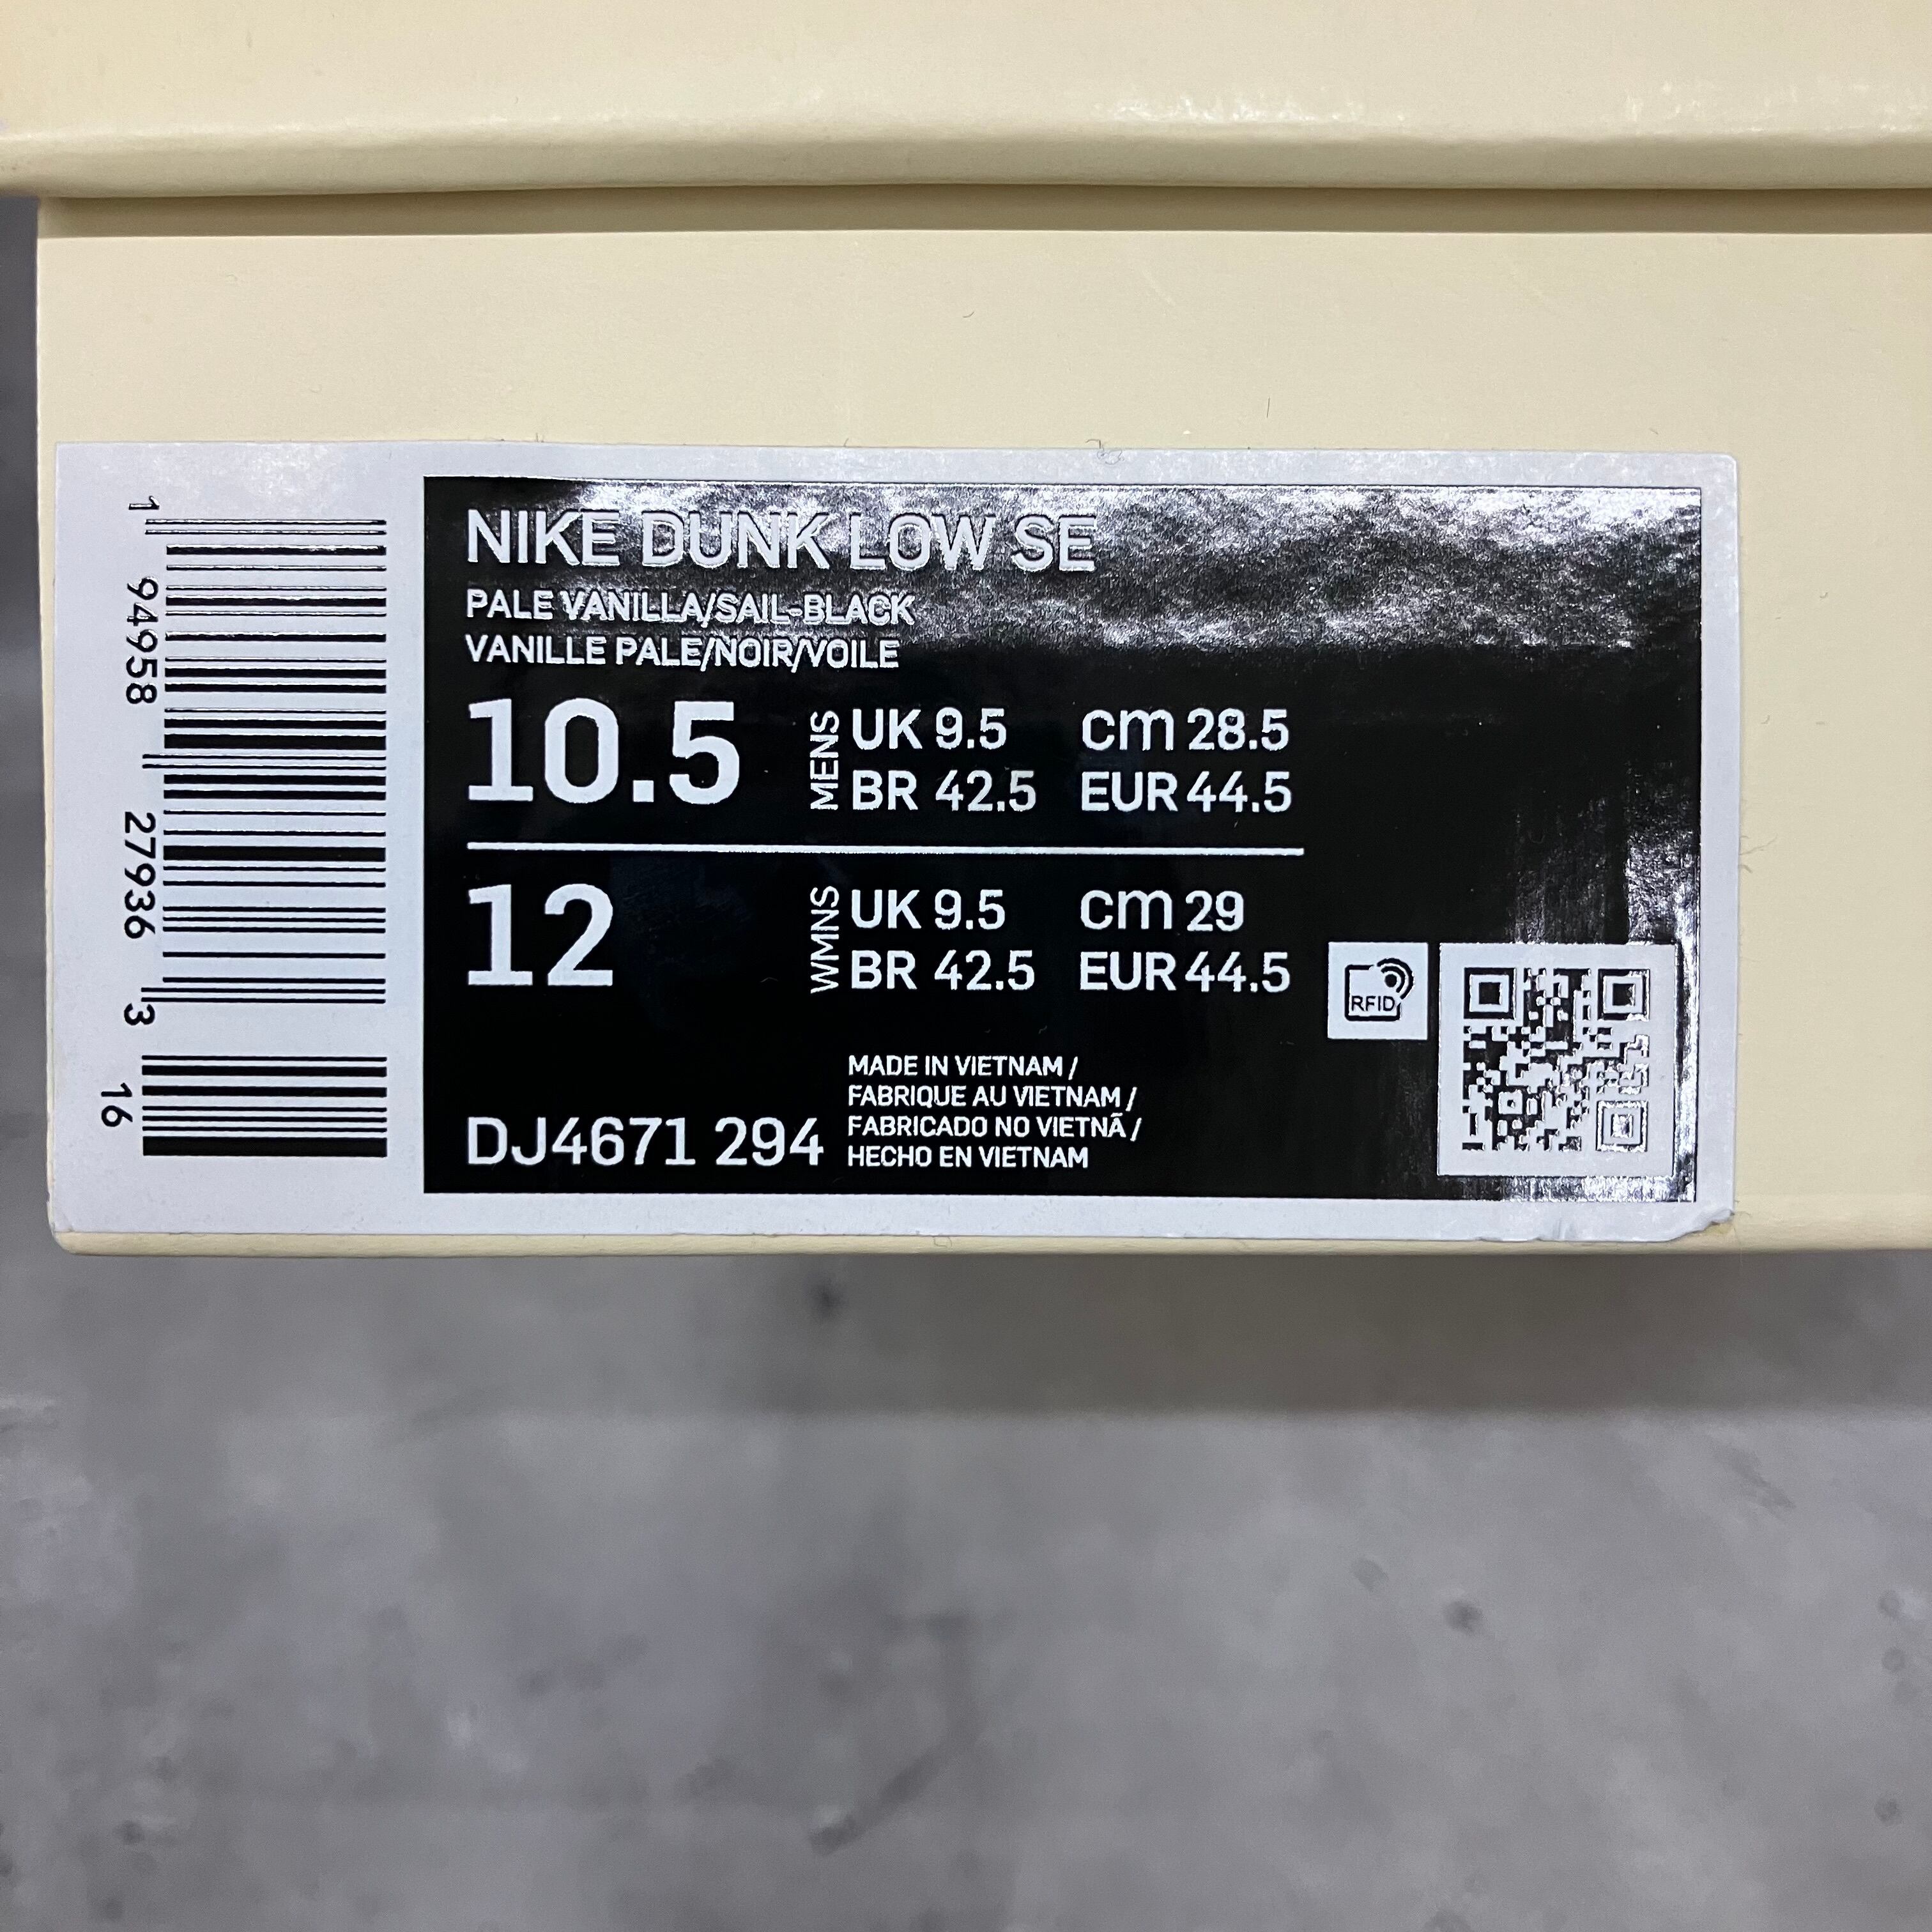 NIKE DUNK LOW SE
PALE VANILLA/SAIL-BLACK
VANILLE PALE/NOIR/VOILE
10.5
MENS
UK 9.5 cm 28.5
BR 42.5 EUR 44.5
12
WMNS
UK 9.5 cm 29
BR 42.5 EUR 44.5
RFID
DJ4671 294
MADE IN VIETNAM /
FABRIQUE AU VIETNAM /
FABRICADO NO VIETNÃ /
HECHO EN VIETNAM
1 94958 27936 3 16